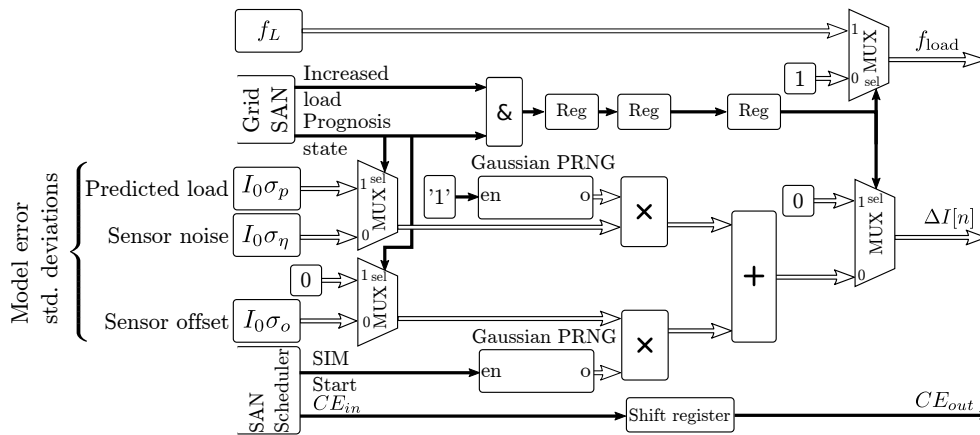 f_L
1
MUX
0
sel
f_load
1
Grid SAN
Increased
load
Prognosis
state
&
Reg
Reg
Reg
Model error
std. deviations
Predicted load
I_0σ_p
1
sel
MUX
0
Gaussian PRNG
'1'
en
o
×
0
1
sel
MUX
0
ΔI[n]
Sensor noise
I_0σ_η
0
1
sel
MUX
0
+
Sensor offset
I_0σ_o
Gaussian PRNG
×
SAN
Scheduler
SIM
Start
en
o
CE_in
Shift register
CE_out